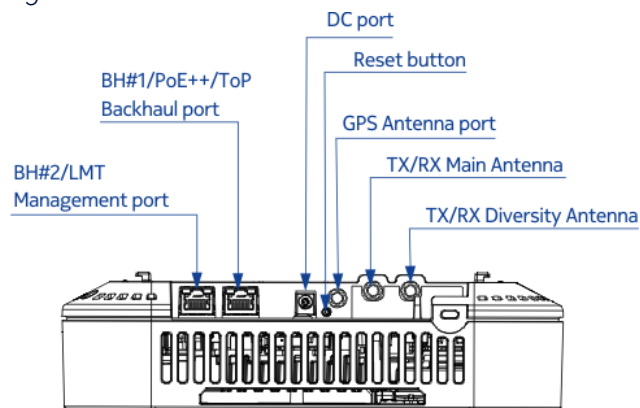 DC port
Reset button
BH#1/PoE++/ToP
Backhaul port
GPS Antenna port
TX/RX Main Antenna
BH#2/LMT
Management port
TX/RX Diversity Antenna